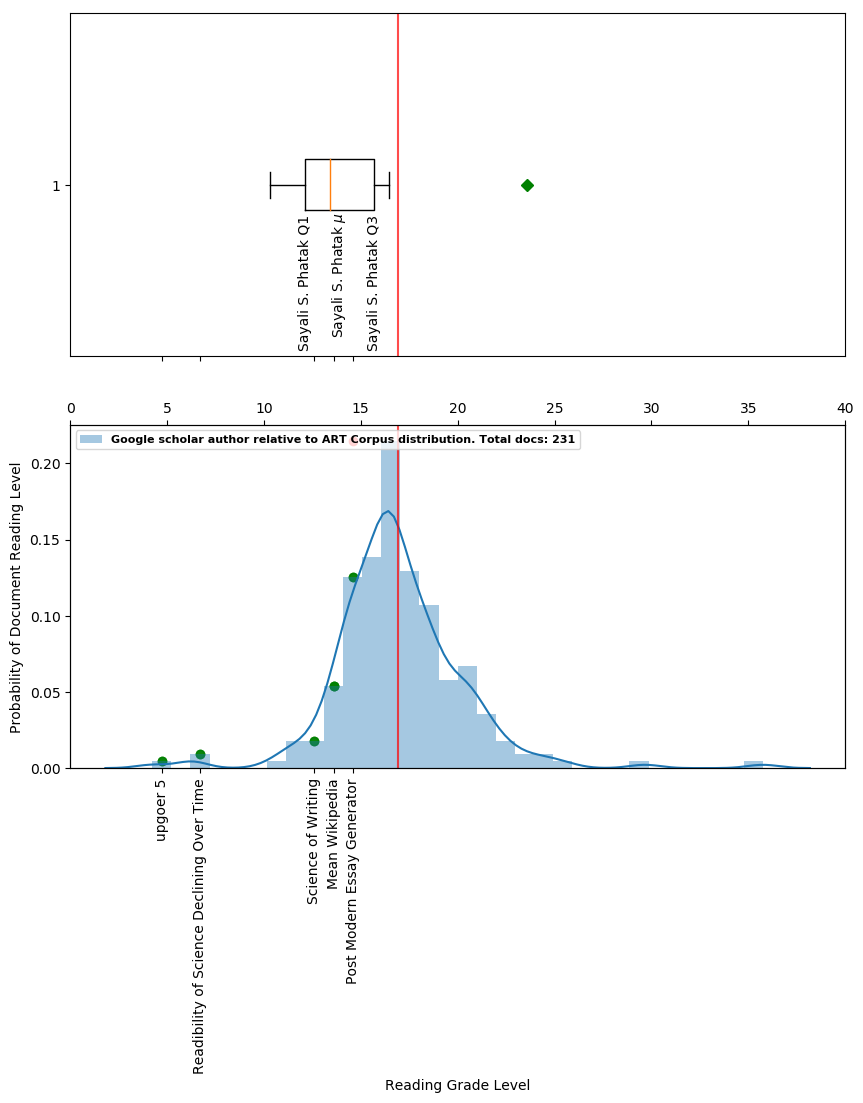 1
Sayali S. Phatak Q1
Sayali S. Phatak μ
Sayali S. Phatak Q3
0 5 10 15 20 25 30 35 40
Google scholar author relative to ART Corpus distribution. Total docs: 231
Probability of Document Reading Level
0.20
0.15
0.10
0.05
0.00
upgoer 5
Readibility of Science Declining Over Time
Science of Writing
Mean Wikipedia
Post Modern Essay Generator
Reading Grade Level